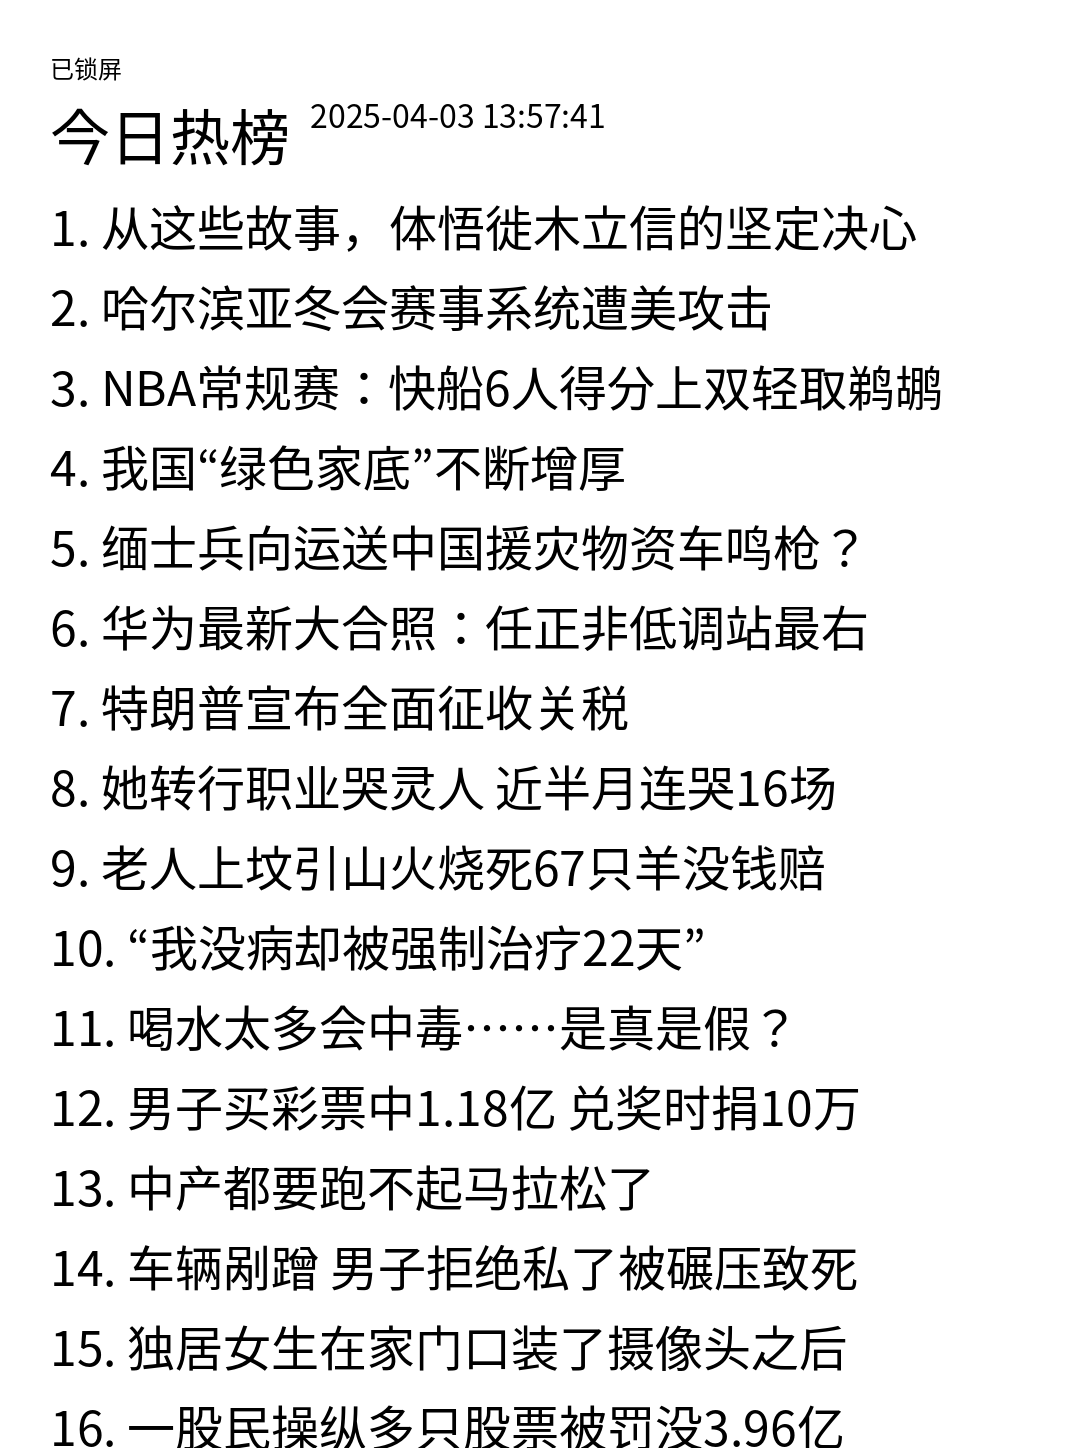 已锁屏
今日热榜 2025-04-03 13:57:41
1. 从这些故事，体悟徙木立信的坚定决心
2. 哈尔滨亚冬会赛事系统遭美攻击
3. NBA常规赛：快船6人得分上双轻取鹈鹕
4. 我国“绿色家底”不断增厚
5. 缅士兵向运送中国援灾物资车鸣枪？
6. 华为最新大合照：任正非低调站最右
7. 特朗普宣布全面征收关税
8. 她转行职业哭灵人 近半月连哭16场
9. 老人上坟引山火烧死67只羊没钱赔
10. “我没病却被强制治疗22天”
11. 喝水太多会中毒……是真是假？
12. 男子买彩票中1.18亿 兑奖时捐10万
13. 中产都要跑不起马拉松了
14. 车辆剐蹭 男子拒绝私了被碾压致死
15. 独居女生在家门口装了摄像头之后
16. 一股民操纵多只股票被罚没3.96亿